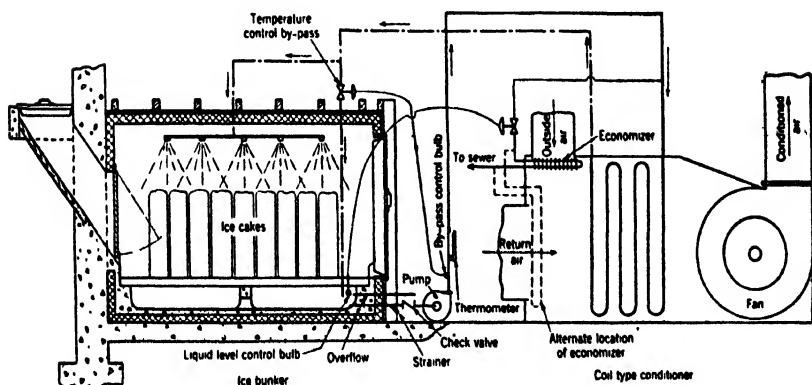 Temperature
control by-pass
By-pass control bulb
Outside
air
Economizer
To sewer
Conditioned
air
Ice cakes
Return
air
Pump
Thermometer
Fan
Liquid level control bulb
Overflow
Strainer
Check valve
Alternate location
of economizer
Ice bunker
Coil type conditioner